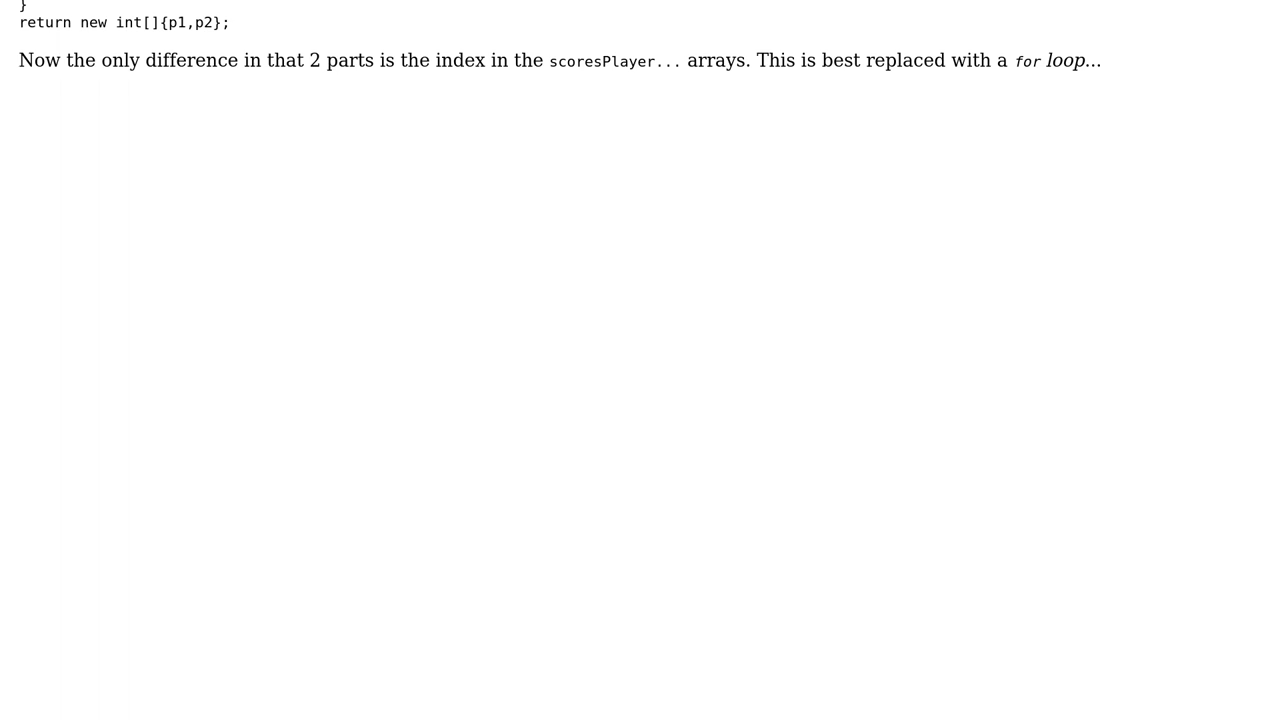 }
return new int[]{p1,p2};
Now the only difference in that 2 parts is the index in the scoresPlayer... arrays. This is best replaced with a for loop...